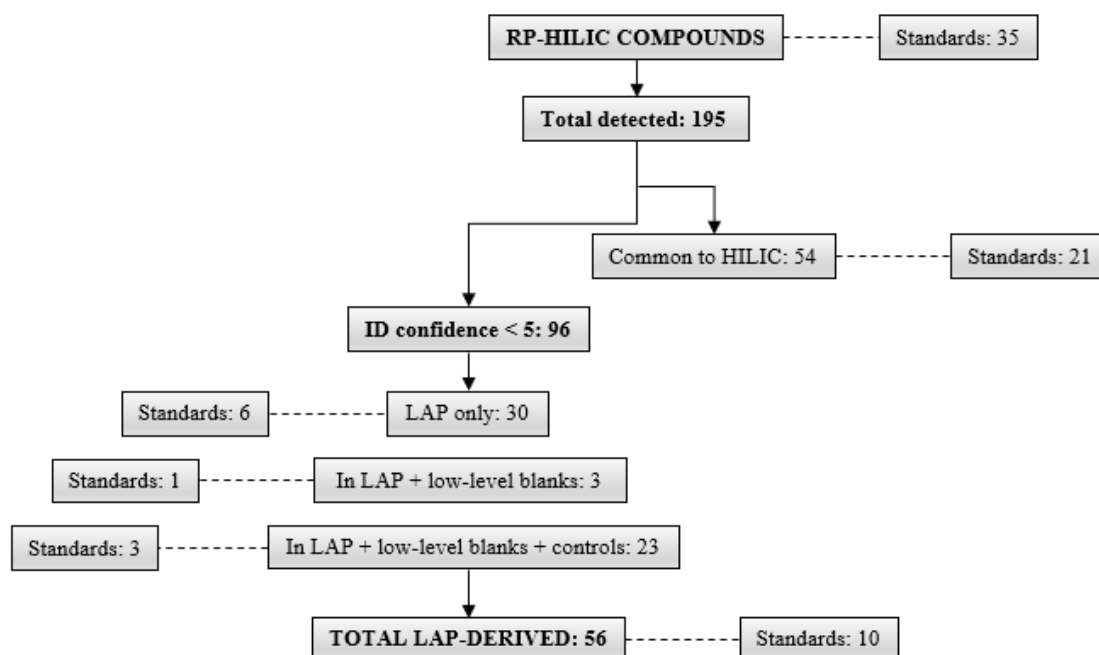 RP-HILIC COMPOUNDS
Standards: 35
Total detected: 195
Common to HILIC: 54
Standards: 21
ID confidence < 5: 96
Standards: 6
LAP only: 30
Standards: 1
In LAP + low-level blanks: 3
Standards: 3
In LAP + low-level blanks + controls: 23
TOTAL LAP-DERIVED: 56
Standards: 10